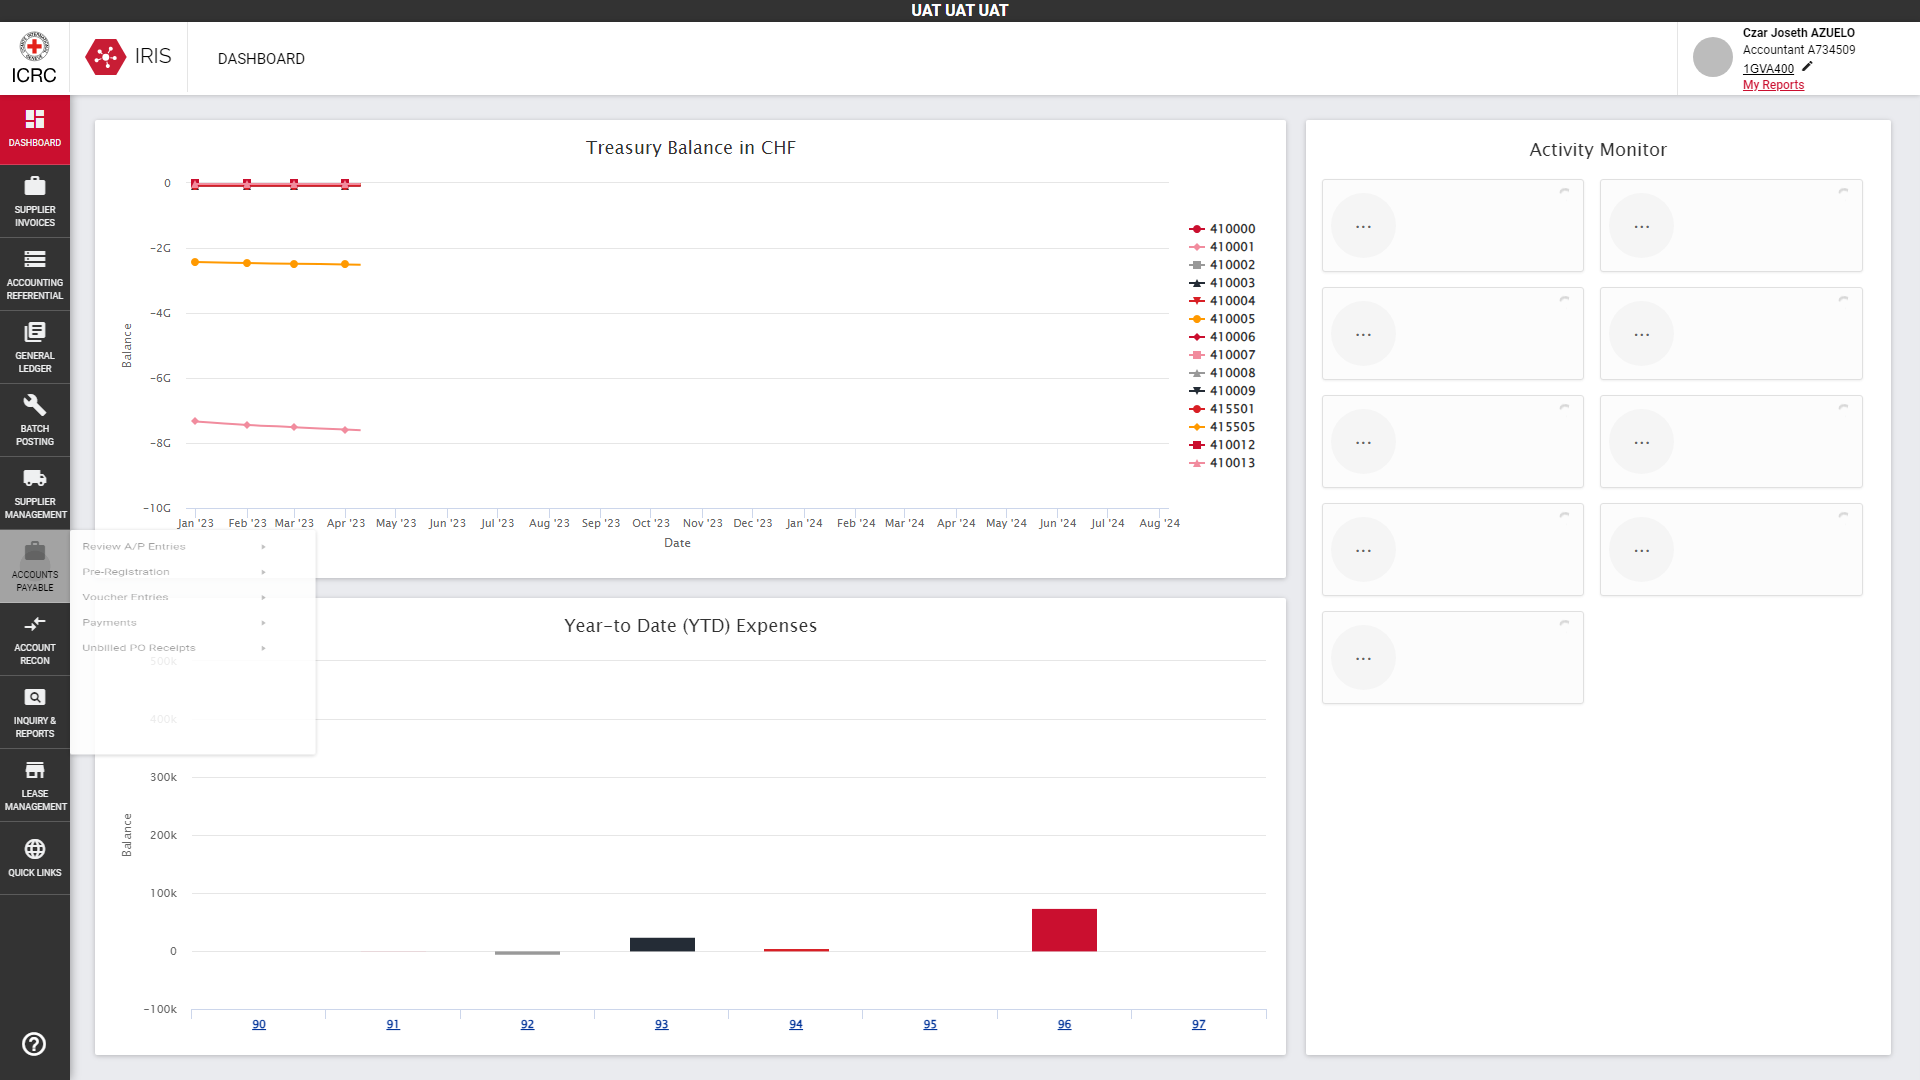 UAT UAT UAT
ICRC
IRIS
DASHBOARD
Czar Joseth AZUELO
Accountant A734509
1GVA400
My Reports
DASHBOARD
SUPPLIER
INVOICES
ACCOUNTING
REFERENTIAL
GENERAL
LEDGER
BATCH
POSTING
SUPPLIER
MANAGEMENT
ACCOUNTS
PAYABLE
ACCOUNT
RECON
INQUIRY &
REPORTS
LEASE
MANAGEMENT
QUICK LINKS
Review A/P Entries
Pre-Registration
Voucher Entries
Payments
Unbilled PO Receipts
Treasury Balance in CHF
Balance
0
-2G
-4G
-6G
-8G
-10G
Jan '23 Feb '23 Mar '23 Apr '23 May '23 Jun '23 Jul '23 Aug '23 Sep '23 Oct '23 Nov '23 Dec '23 Jan '24 Feb '24 Mar '24 Apr '24 May '24 Jun '24 Jul '24 Aug '24
Date
410000
410001
410002
410003
410004
410005
410006
410007
410008
410009
415501
415505
410012
410013
Year-to Date (YTD) Expenses
Balance
500k
400k
300k
200k
100k
0
-100k
90 91 92 93 94 95 96 97
Activity Monitor
... ...
... ...
... ...
... ...
...